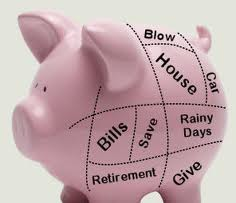 Blow
House
Car
Bills
Save
Rainy
Days
Retirement
Give